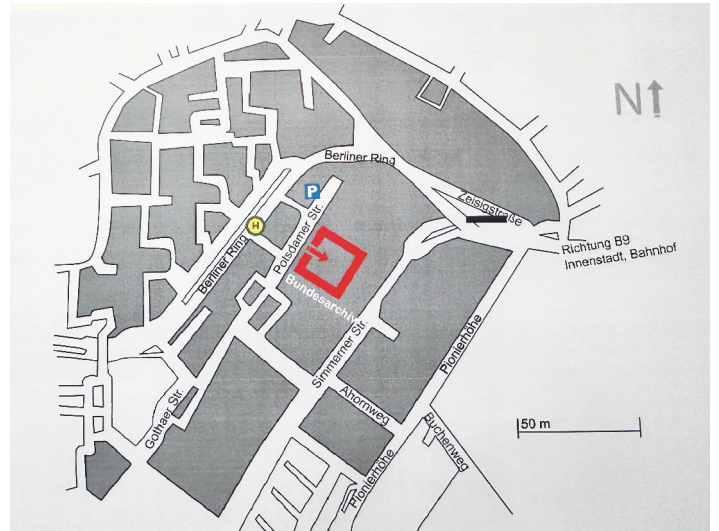 N
Berliner Ring
P
Zeisigstraße
H
Potsdamer Str.
Berliner Ring
Richtung B9
Innenstadt, Bahnhof
Bundesarchiv
Simmerner Str.
Pionierhöhe
Ahornweg
Gothaer Str.
Buchenweg
50 m
Pionierhöhe